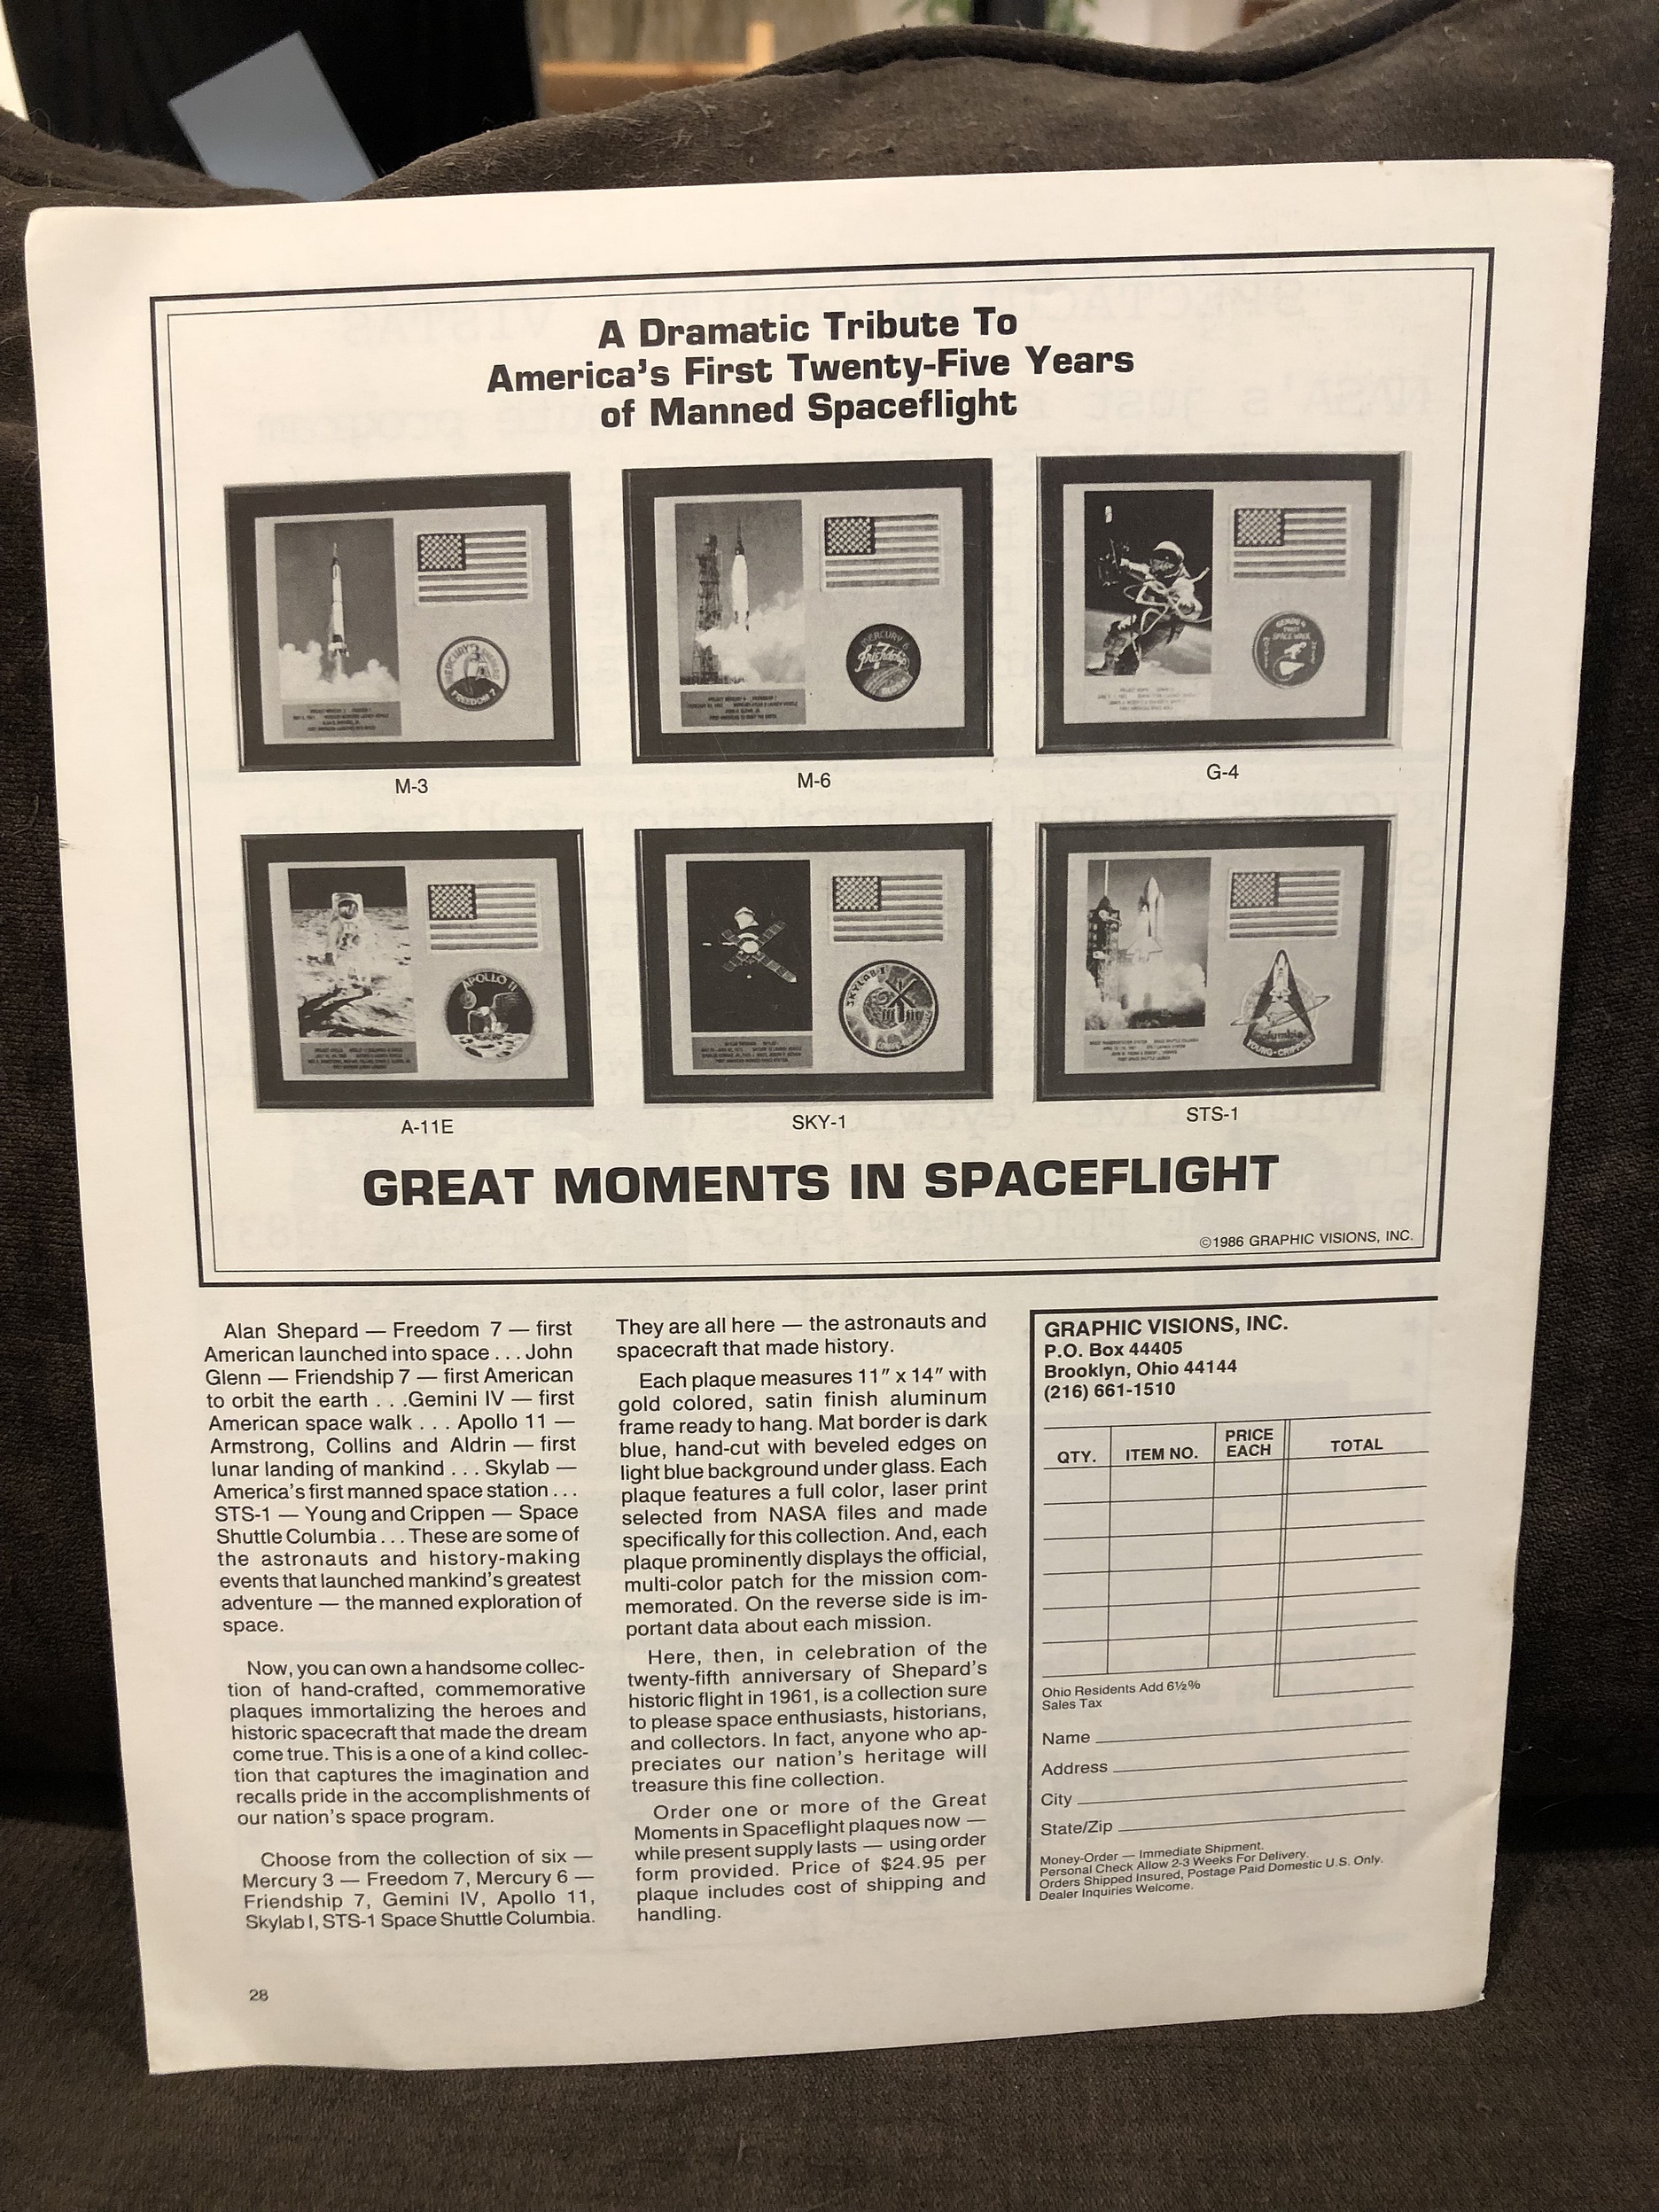 A Dramatic Tribute To
America's First Twenty-Five Years
of Manned Spaceflight
MERCURY 3
FREEDOM 7
M-3
MERCURY 6
Friendship
7
M-6
GEMINI 4
FIRST
SPACE WALK
G-4
APOLLO 11
A-11E
SKYLAB I
SKY-1
Columbia
YOUNG-CRIPPEN
STS-1
GREAT MOMENTS IN SPACEFLIGHT
©1986 GRAPHIC VISIONS, INC.
Alan Shepard — Freedom 7 — first
American launched into space . . . John
Glenn — Friendship 7 — first American
to orbit the earth . . .Gemini IV — first
American space walk . . . Apollo 11 —
Armstrong, Collins and Aldrin — first
lunar landing of mankind . . . Skylab —
America's first manned space station . . .
STS-1 — Young and Crippen — Space
Shuttle Columbia . . . These are some of
the astronauts and history-making
events that launched mankind's greatest
adventure — the manned exploration of
space.
Now, you can own a handsome collec-
tion of hand-crafted, commemorative
plaques immortalizing the heroes and
historic spacecraft that made the dream
come true. This is a one of a kind collec-
tion that captures the imagination and
recalls pride in the accomplishments of
our nation's space program.
Choose from the collection of six —
Mercury 3 — Freedom 7, Mercury 6 —
Friendship 7, Gemini IV, Apollo 11,
Skylab I, STS-1 Space Shuttle Columbia.
They are all here — the astronauts and
spacecraft that made history.
Each plaque measures 11" x 14" with
gold colored, satin finish aluminum
frame ready to hang. Mat border is dark
blue, hand-cut with beveled edges on
light blue background under glass. Each
plaque features a full color, laser print
selected from NASA files and made
specifically for this collection. And, each
plaque prominently displays the official,
multi-color patch for the mission com-
memorated. On the reverse side is im-
portant data about each mission.
Here, then, in celebration of the
twenty-fifth anniversary of Shepard's
historic flight in 1961, is a collection sure
to please space enthusiasts, historians,
and collectors. In fact, anyone who ap-
preciates our nation's heritage will
treasure this fine collection.
Order one or more of the Great
Moments in Spaceflight plaques now —
while present supply lasts — using order
form provided. Price of $24.95 per
plaque includes cost of shipping and
handling.
GRAPHIC VISIONS, INC.
P.O. Box 44405
Brooklyn, Ohio 44144
(216) 661-1510
QTY. ITEM NO. PRICE EACH TOTAL
Ohio Residents Add 6½%
Sales Tax
Name
Address
City
State/Zip
Money-Order — Immediate Shipment.
Personal Check Allow 2-3 Weeks For Delivery.
Orders Shipped Insured, Postage Paid Domestic U.S. Only.
Dealer Inquiries Welcome.
28